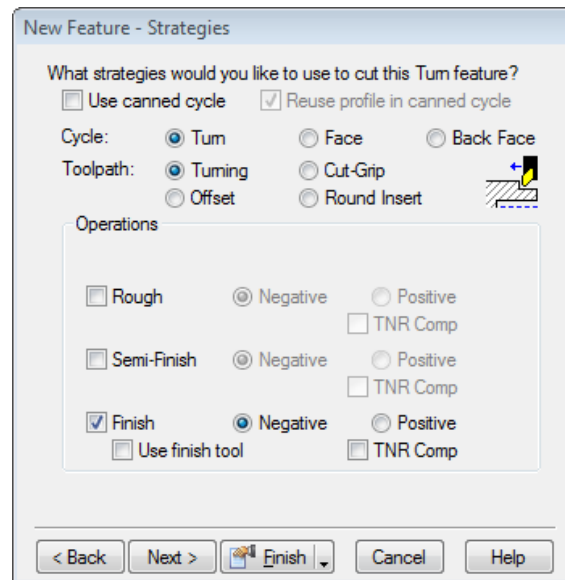 New Feature - Strategies
What strategies would you like to use to cut this Turn feature?
Use canned cycle Reuse profile in canned cycle
Cycle: Turn Face Back Face
Toolpath: Turning Cut-Grip
Offset Round Insert
Operations
Rough Negative Positive
TNR Comp
Semi-Finish Negative Positive
TNR Comp
Finish Negative Positive
Use finish tool TNR Comp
< Back Next > Finish Cancel Help